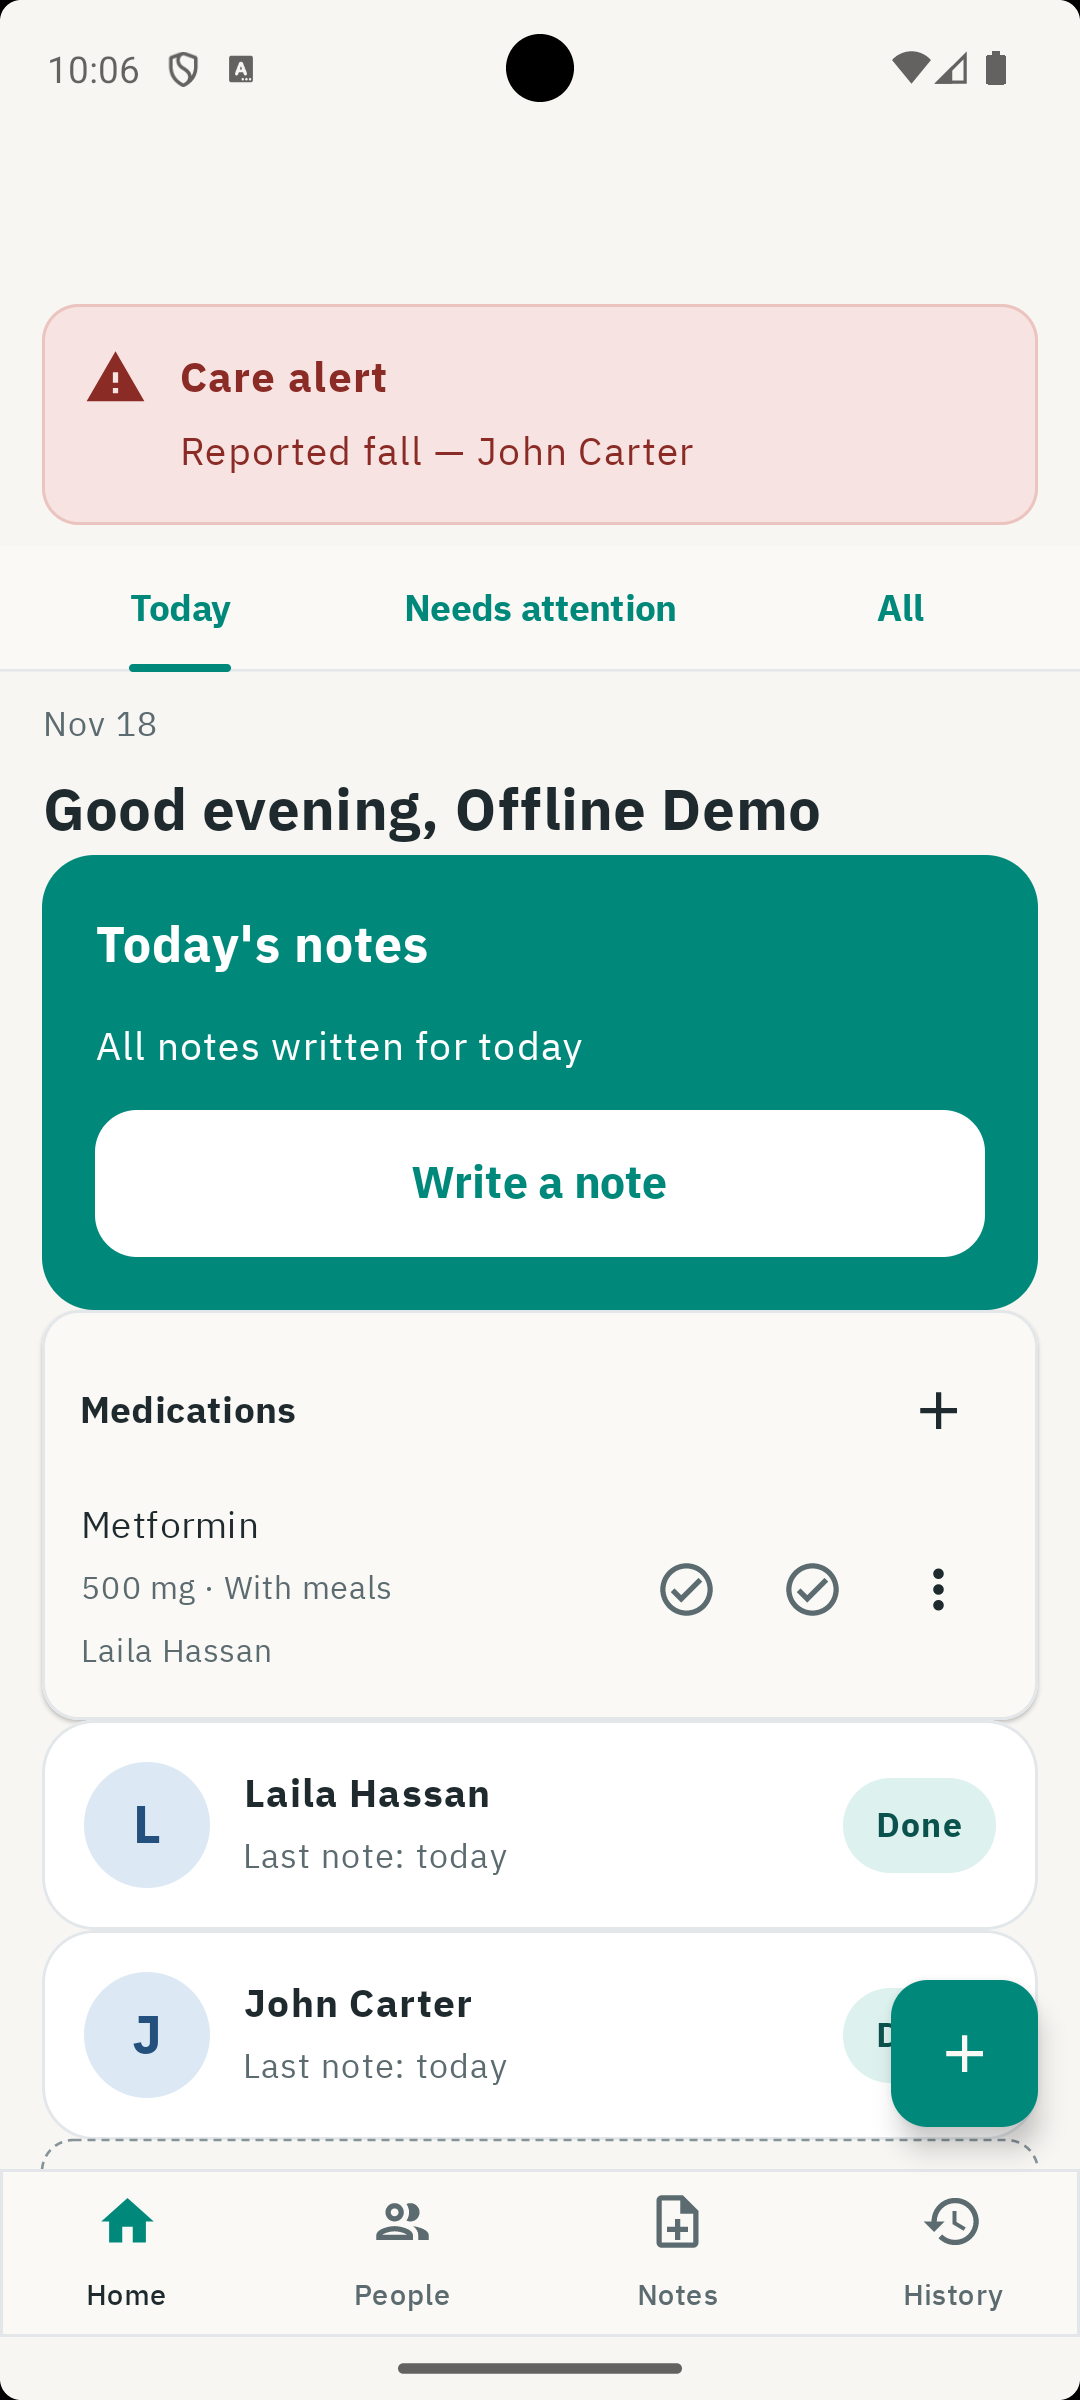 10:06
Care alert
Reported fall — John Carter
Today
Needs attention
All
Nov 18
Good evening, Offline Demo
Today's notes
All notes written for today
Write a note
Medications
Metformin
500 mg · With meals
Laila Hassan
L
Laila Hassan
Last note: today
Done
J
John Carter
Last note: today
Home
People
Notes
History